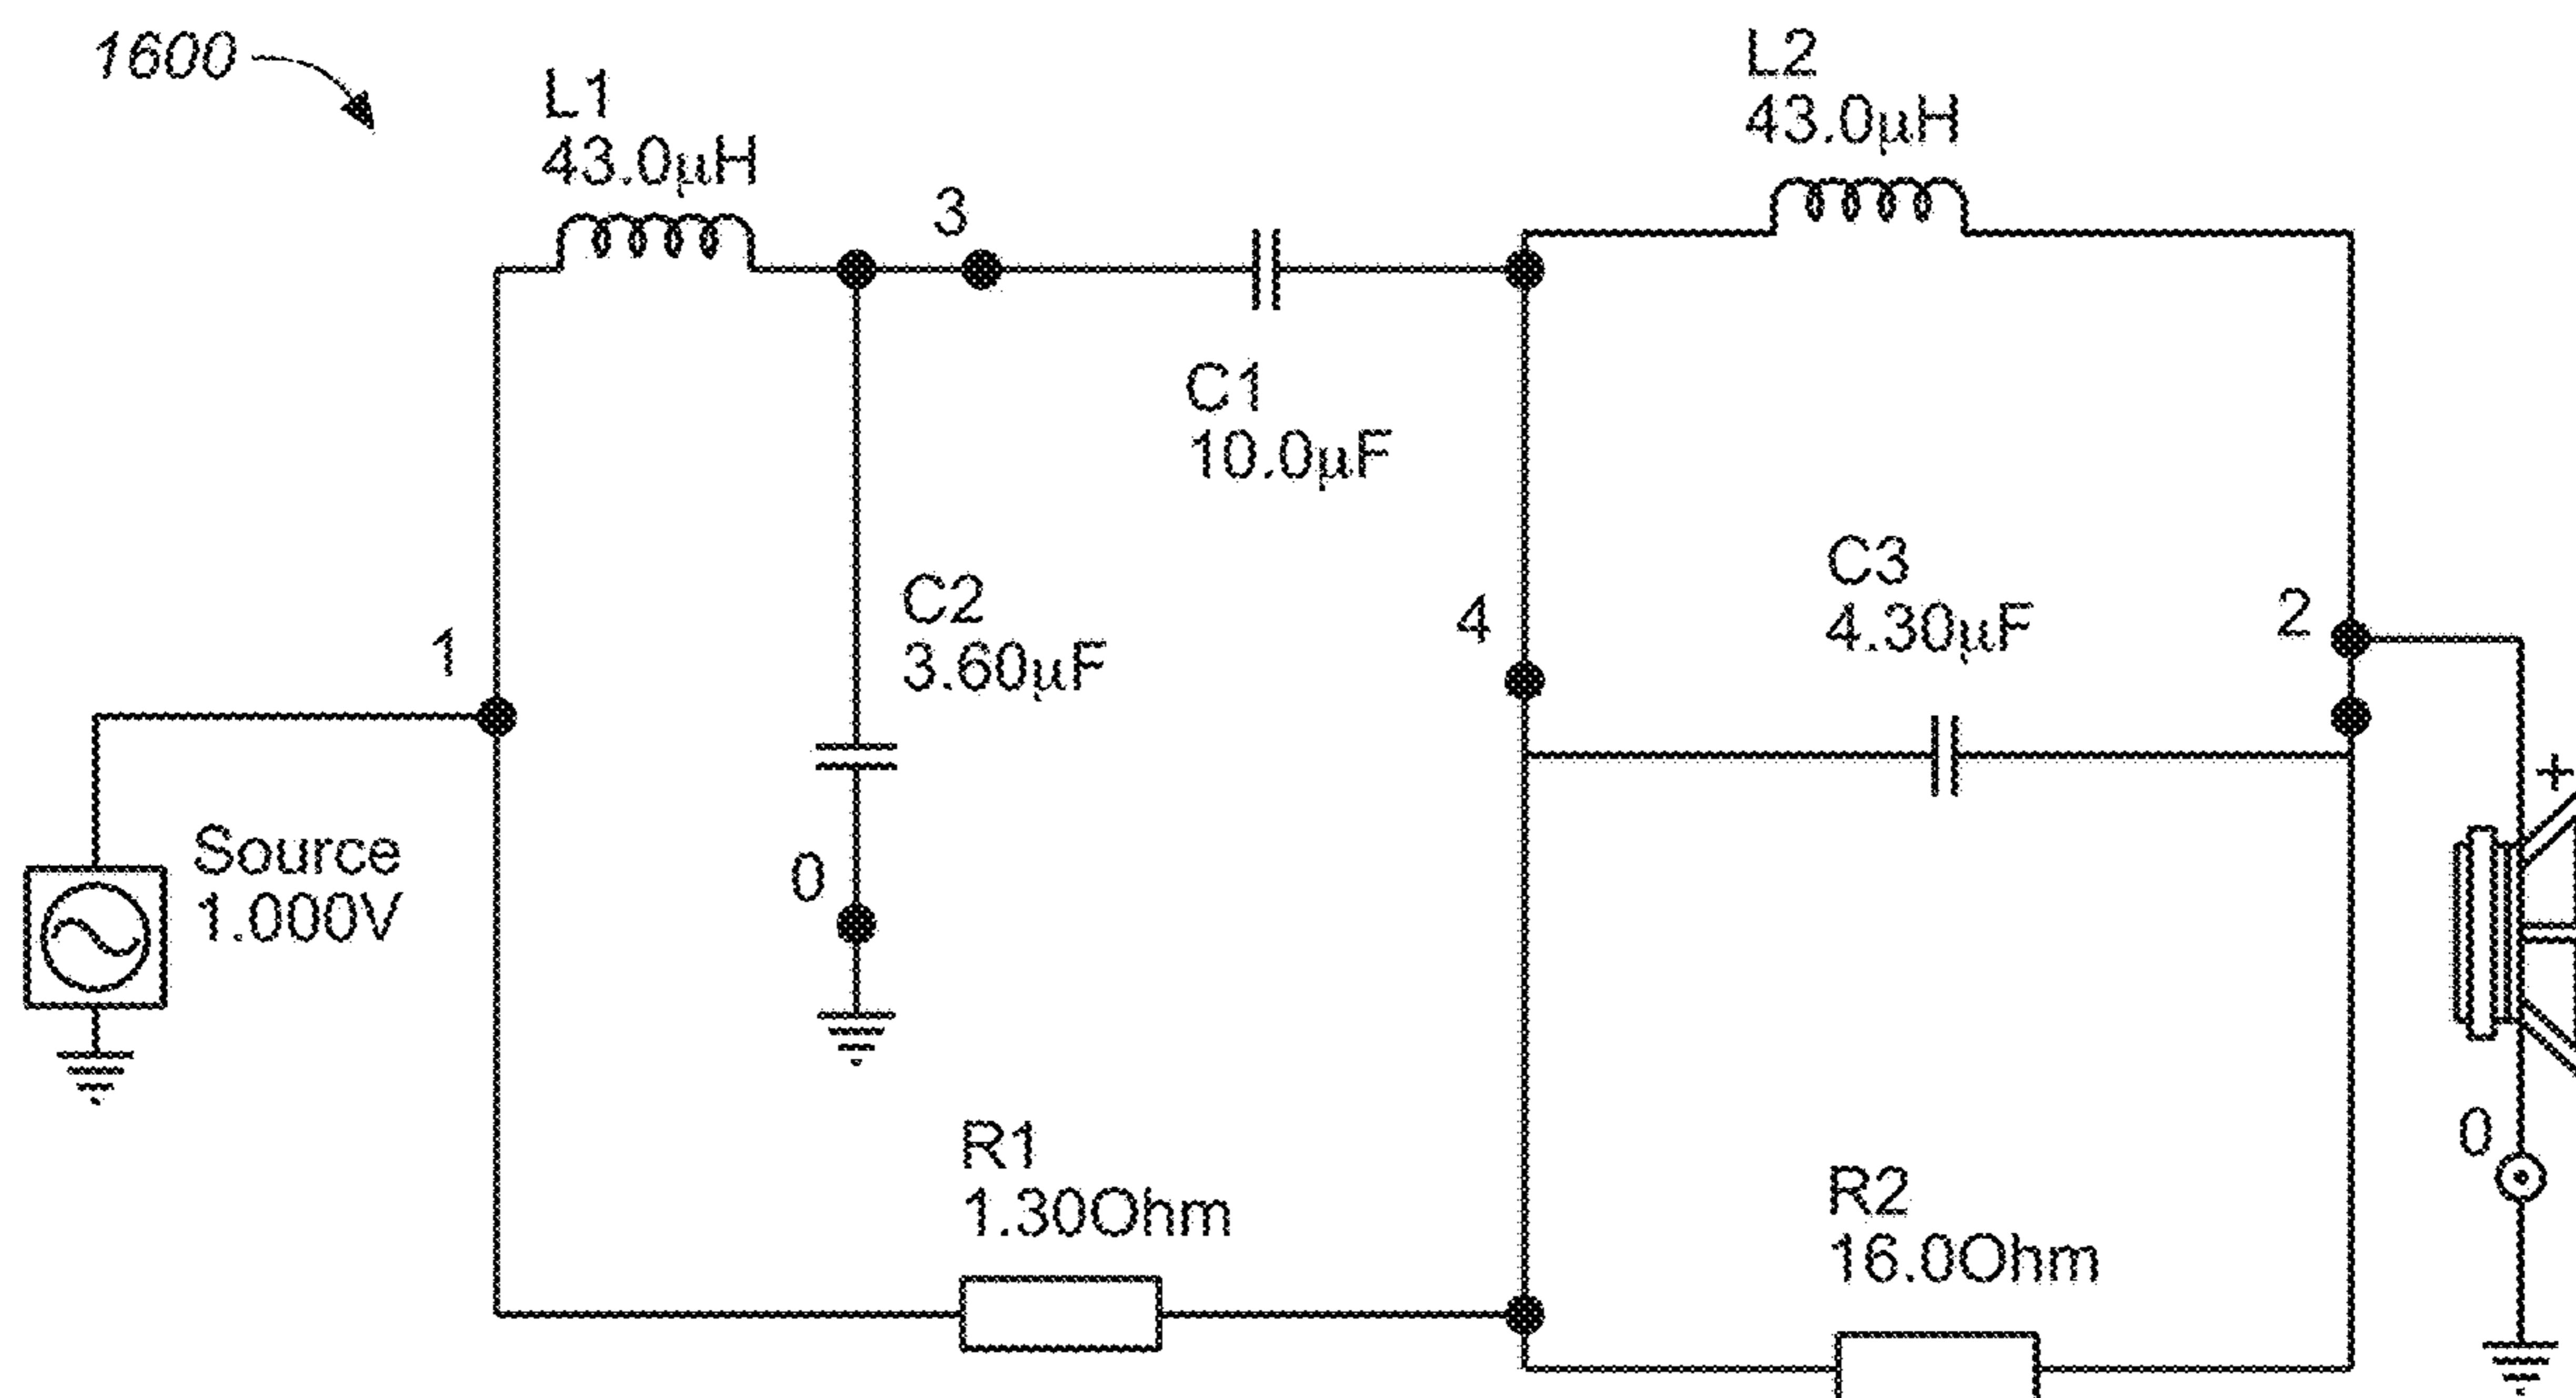 1600
L1
43.0µH
L2
43.0µH
3
C1
10.0µF
C2
3.60µF
C3
4.30µF
1
4
2
+
Source
1.000V
0
0
R1
1.30Ohm
R2
16.0Ohm